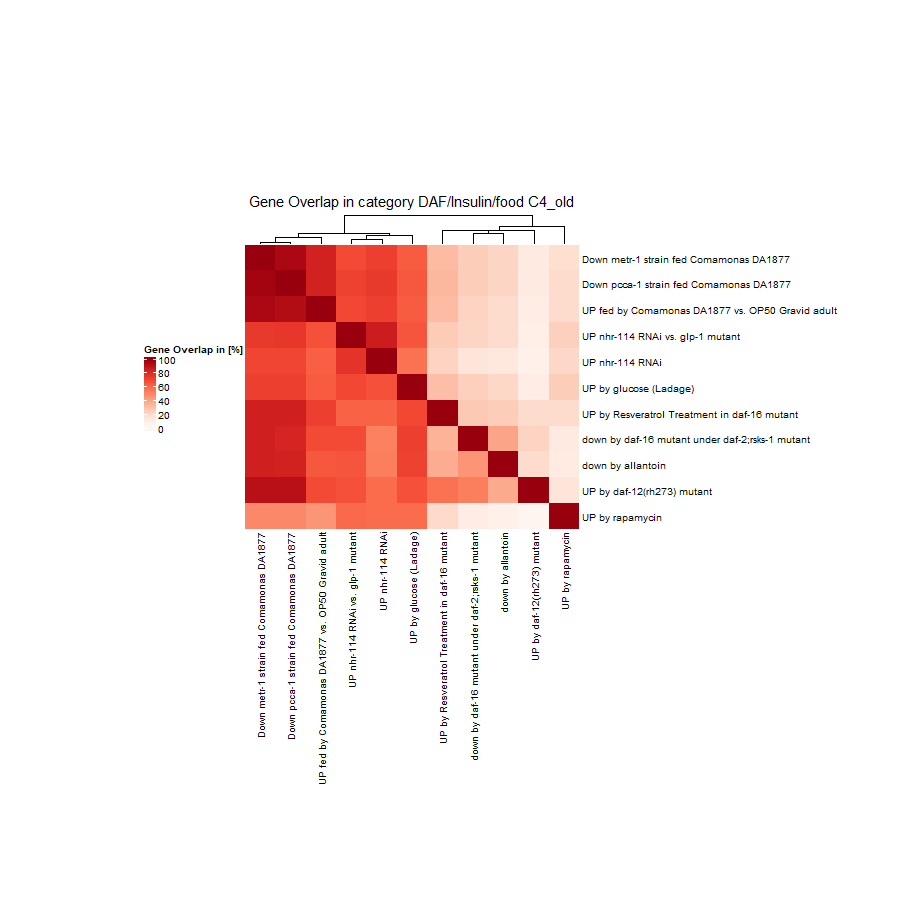 Gene Overlap in category DAF/Insulin/food C4_old
Down metr-1 strain fed Comamonas DA1877
Down pcca-1 strain fed Comamonas DA1877
UP fed by Comamonas DA1877 vs. OP50 Gravid adult
UP nhr-114 RNAi vs. glp-1 mutant
UP nhr-114 RNAi
UP by glucose (Ladage)
UP by Resveratrol Treatment in daf-16 mutant
down by daf-16 mutant under daf-2;rsks-1 mutant
down by allantoin
UP by daf-12(rh273) mutant
UP by rapamycin
Gene Overlap in [%]
100
80
60
40
20
0
Down metr-1 strain fed Comamonas DA1877
Down pcca-1 strain fed Comamonas DA1877
UP fed by Comamonas DA1877 vs. OP50 Gravid adult
UP nhr-114 RNAi vs. glp-1 mutant
UP nhr-114 RNAi
UP by glucose (Ladage)
UP by Resveratrol Treatment in daf-16 mutant
down by daf-16 mutant under daf-2;rsks-1 mutant
down by allantoin
UP by daf-12(rh273) mutant
UP by rapamycin